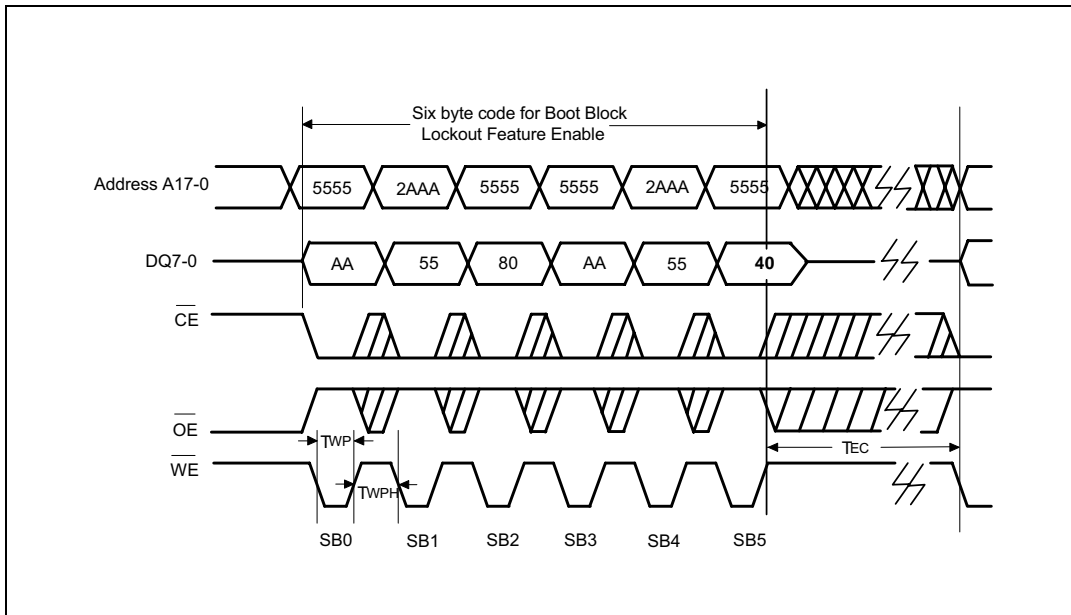 Six byte code for Boot Block
Lockout Feature Enable
Address A17-0
5555 2AAA 5555 5555 2AAA 5555
DQ7-0
AA 55 80 AA 55 40
CE
OE
TWP
TEC
WE
TWPH
SB0 SB1 SB2 SB3 SB4 SB5